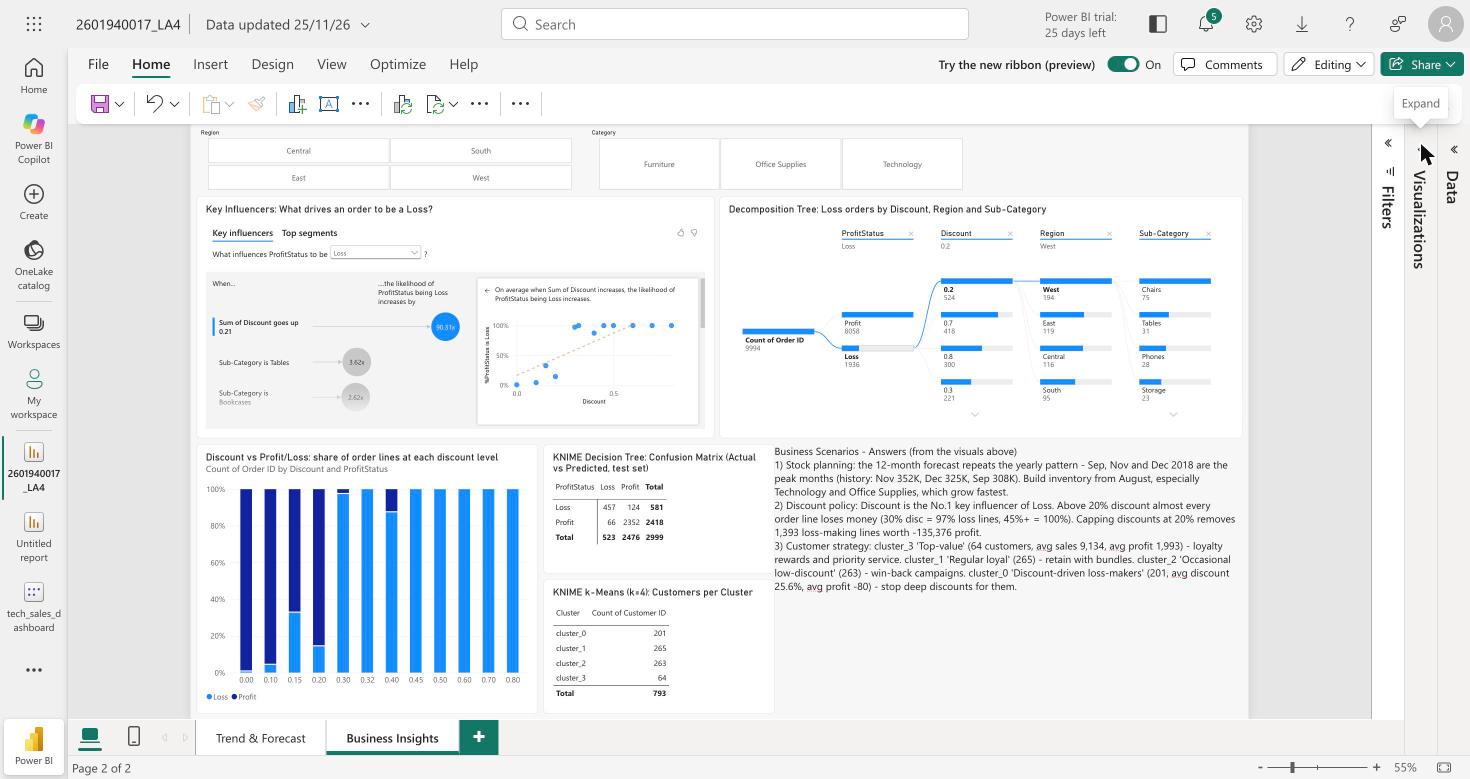 2601940017_LA4
Data updated 25/11/26
Search
Power BI trial:
25 days left
5
File
Home
Insert
Design
View
Optimize
Help
Try the new ribbon (preview)
On
Comments
Editing
Share
Expand
Home
Power BI
Copilot
Create
OneLake
catalog
Workspaces
My
workspace
2601940017
_LA4
Untitled
report
tech_sales_d
ashboard
Power BI
Region
Central
South
East
West
Category
Furniture
Office Supplies
Technology
Key Influencers: What drives an order to be a Loss?
Key influencers
Top segments
What influences ProfitStatus to be
Loss
?
When...
...the likelihood of
ProfitStatus being Loss
increases by
Sum of Discount goes up
0.21
90.31x
Sub-Category is Tables
3.62x
Sub-Category is
Bookcases
2.62x
On average when Sum of Discount increases, the likelihood of
ProfitStatus being Loss increases.
%ProfitStatus is Loss
100%
50%
0%
0.0
0.5
Discount
Decomposition Tree: Loss orders by Discount, Region and Sub-Category
ProfitStatus
Loss
Discount
0.2
Region
West
Sub-Category
Count of Order ID
9994
Profit
8058
Loss
1936
0.2
524
0.7
418
0.8
300
0.3
221
West
194
East
119
Central
116
South
95
Chairs
75
Tables
31
Phones
28
Storage
23
Discount vs Profit/Loss: share of order lines at each discount level
Count of Order ID by Discount and ProfitStatus
100%
80%
60%
40%
20%
0%
0.00 0.10 0.15 0.20 0.30 0.32 0.40 0.45 0.50 0.60 0.70 0.80
Loss Profit
KNIME Decision Tree: Confusion Matrix (Actual
vs Predicted, test set)
ProfitStatus Loss Profit Total
Loss 457 124 581
Profit 66 2352 2418
Total 523 2476 2999
KNIME k-Means (k=4): Customers per Cluster
Cluster Count of Customer ID
cluster_0 201
cluster_1 265
cluster_2 263
cluster_3 64
Total 793
Business Scenarios - Answers (from the visuals above)
1) Stock planning: the 12-month forecast repeats the yearly pattern - Sep, Nov and Dec 2018 are the
peak months (history: Nov 352K, Dec 325K, Sep 308K). Build inventory from August, especially
Technology and Office Supplies, which grow fastest.
2) Discount policy: Discount is the No.1 key influencer of Loss. Above 20% discount almost every
order line loses money (30% disc = 97% loss lines, 45%+ = 100%). Capping discounts at 20% removes
1,393 loss-making lines worth -135,376 profit.
3) Customer strategy: cluster_3 'Top-value' (64 customers, avg sales 9,134, avg profit 1,993) - loyalty
rewards and priority service. cluster_1 'Regular loyal' (265) - retain with bundles. cluster_2 'Occasional
low-discount' (263) - win-back campaigns. cluster_0 'Discount-driven loss-makers' (201, avg discount
25.6%, avg profit -80) - stop deep discounts for them.
Filters
Visualizations
Data
Trend & Forecast
Business Insights
Page 2 of 2
55%